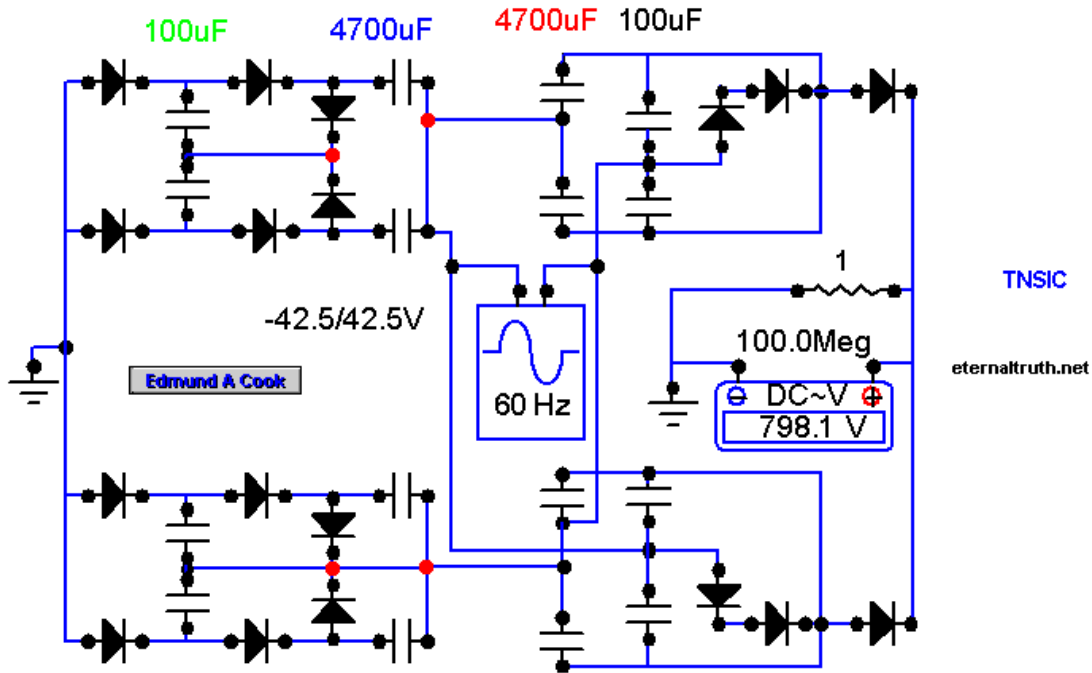 100uF 4700uF 4700uF 100uF
1
TNSIC
-42.5/42.5V
100.0Meg
eternaltruth.net
Edmund A Cook
DC~V
60 Hz
798.1 V